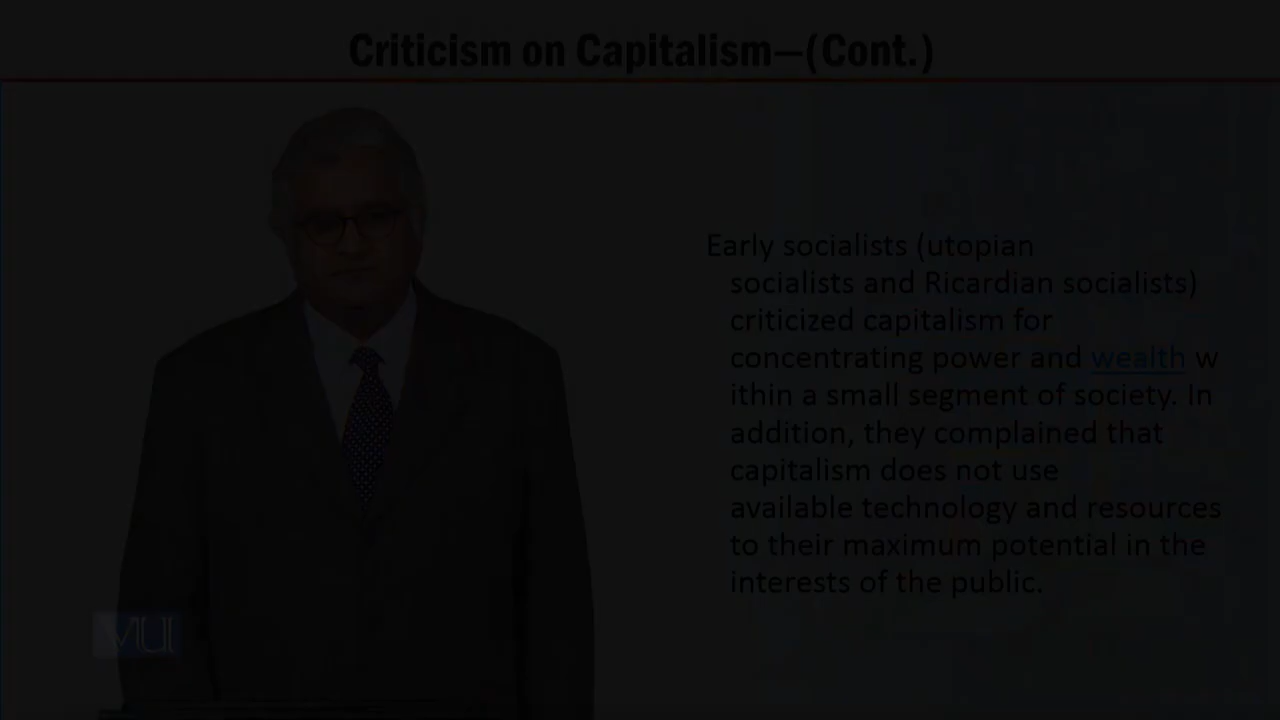 Criticism on Capitalism—(Cont.)
Early socialists (utopian
socialists and Ricardian socialists)
criticized capitalism for
concentrating power and wealth w
ithin a small segment of society. In
addition, they complained that
capitalism does not use
available technology and resources
to their maximum potential in the
interests of the public.
VU